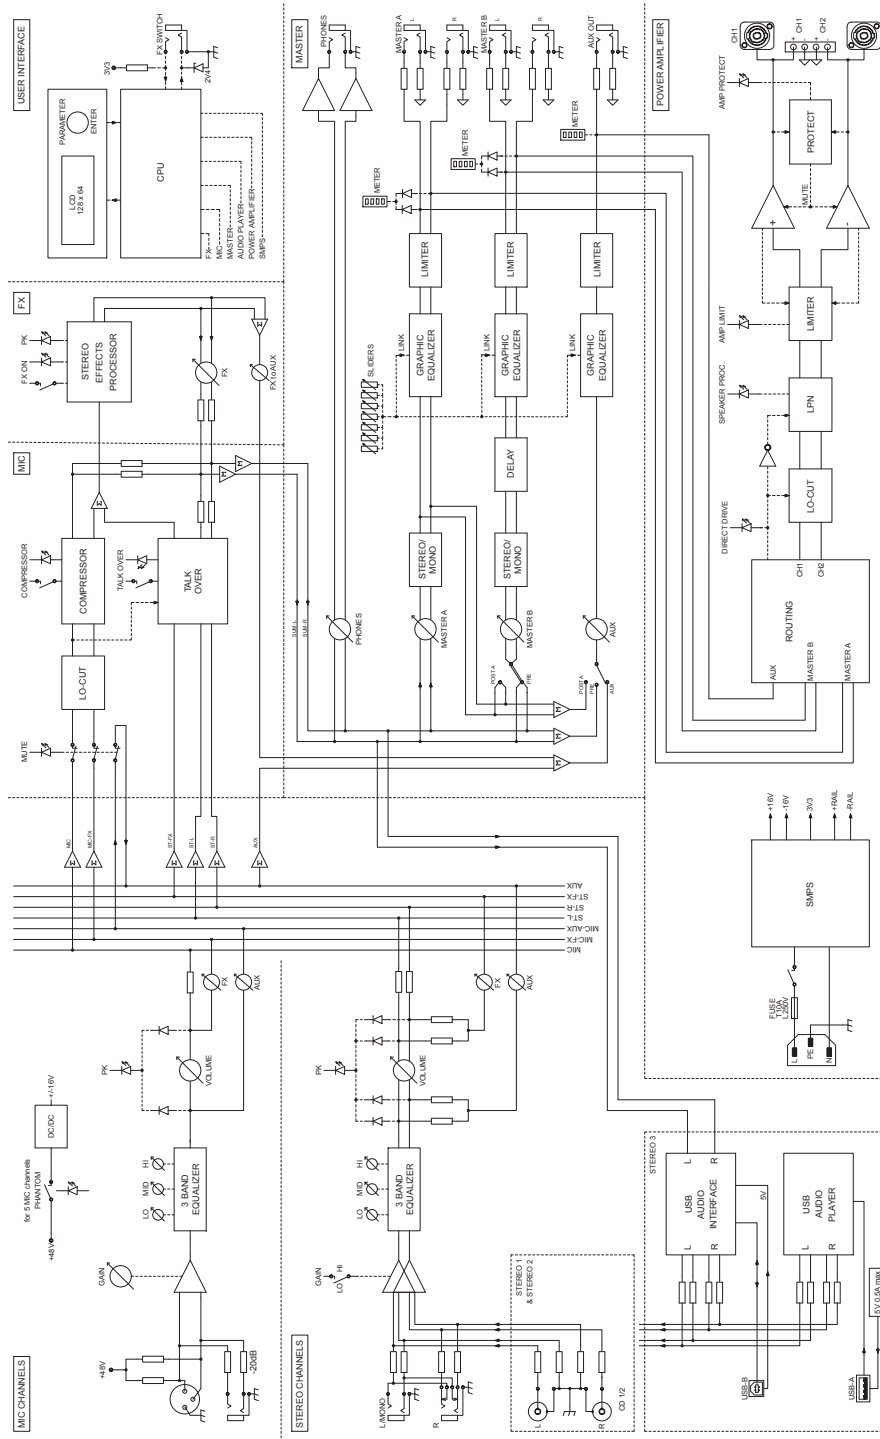 MIC CHANNELS
+48V
-20dB
GAIN
+48V
for 5 MIC channels
PHANTOM
DC/DC
+/-16V
3 BAND
EQUALIZER
LO
MID
HI
PK
VOLUME
FX
AUX
STEREO CHANNELS
L/MONO
R
GAIN
LO
HI
3 BAND
EQUALIZER
LO
MID
HI
PK
VOLUME
FX
AUX
STEREO 1
& STEREO 2
L
R
CD 1/2
STEREO 3
USB
AUDIO
INTERFACE
L
R
L
R
USB-B
5V
USB
AUDIO
PLAYER
L
R
USB-A
5V 0.5A max
MIC
MIC-FX
MIC-AUX
ST-L
ST-R
ST-FX
AUX
MIC
MIC-FX
ST-FX
ST-L
ST-R
AUX
MIC
MUTE
LO-CUT
COMPRESSOR
COMPRESSOR
TALK OVER
TALK
OVER
FX
PK
FX ON
STEREO
EFFECTS
PROCESSOR
FX
FX to AUX
USER INTERFACE
LCD
128 x 64
PARAMETER
ENTER
CPU
3V3
FX SWITCH
2V4
FX
MIC
MASTER
AUDIO PLAYER
POWER AMPLIFIER
SMPS
MASTER
SUM-L
SUM-R
PHONES
PHONES
MASTER A
STEREO/
MONO
GRAPHIC
EQUALIZER
LINK
LIMITER
METER
MASTER A
L
R
SLIDERS
POST A
PRE
MASTER B
STEREO/
MONO
DELAY
GRAPHIC
EQUALIZER
LINK
LIMITER
METER
MASTER B
L
R
POST A
PRE
AUX
AUX
GRAPHIC
EQUALIZER
LINK
LIMITER
METER
AUX OUT
POWER AMPLIFIER
ROUTING
AUX
MASTER B
MASTER A
CH1
CH2
DIRECT DRIVE
LO-CUT
SPEAKER PROC.
LPN
AMP LIMIT
LIMITER
+
-
MUTE
PROTECT
AMP PROTECT
CH1
CH1
CH2
+
-
+
-
SMPS
+16V
-16V
3V3
+RAIL
-RAIL
FUSE
T10A
L 250V
L
PE
N